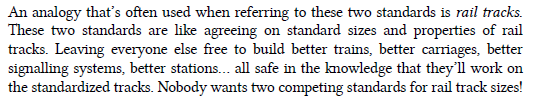 An analogy that's often used when referring to these two standards is rail tracks.
These two standards are like agreeing on standard sizes and properties of rail
tracks. Leaving everyone else free to build better trains, better carriages, better
signalling systems, better stations... all safe in the knowledge that they'll work on
the standardized tracks. Nobody wants two competing standards for rail track sizes!